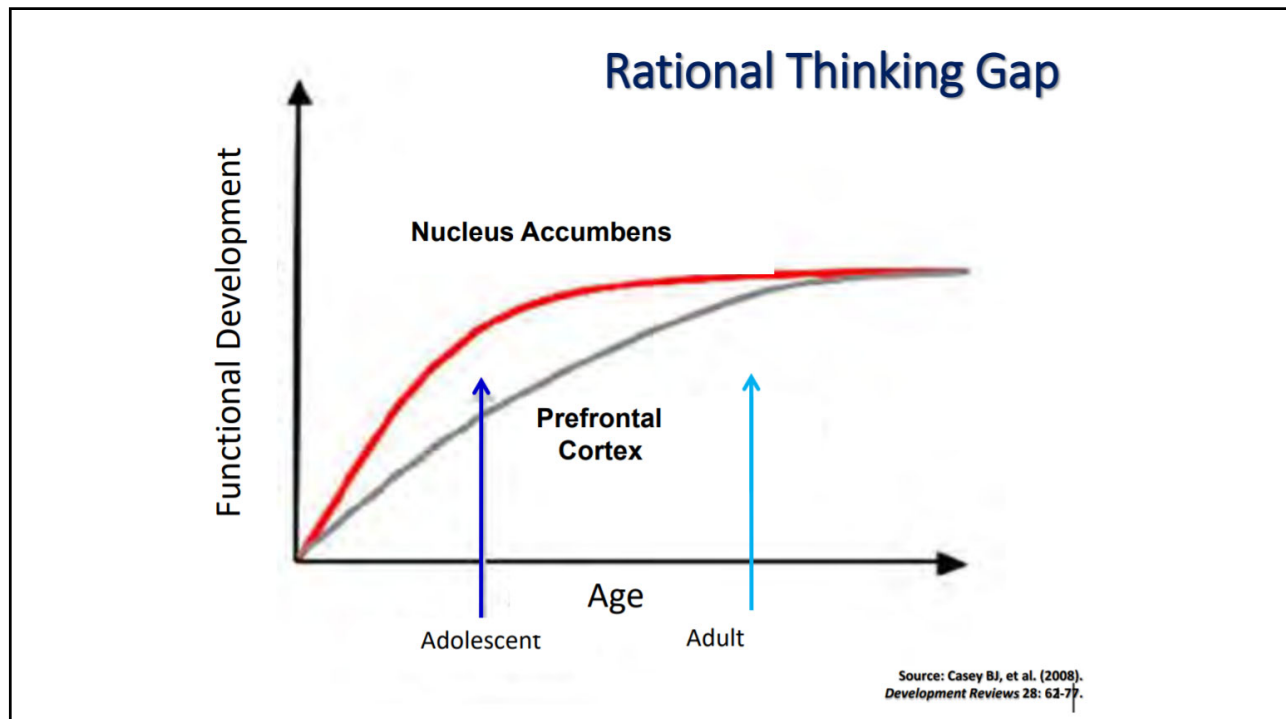 Rational Thinking Gap
Functional Development
Nucleus Accumbens
Prefrontal
Cortex
Age
Adolescent
Adult
Source: Casey BJ, et al. (2008).
Development Reviews 28: 62-77.